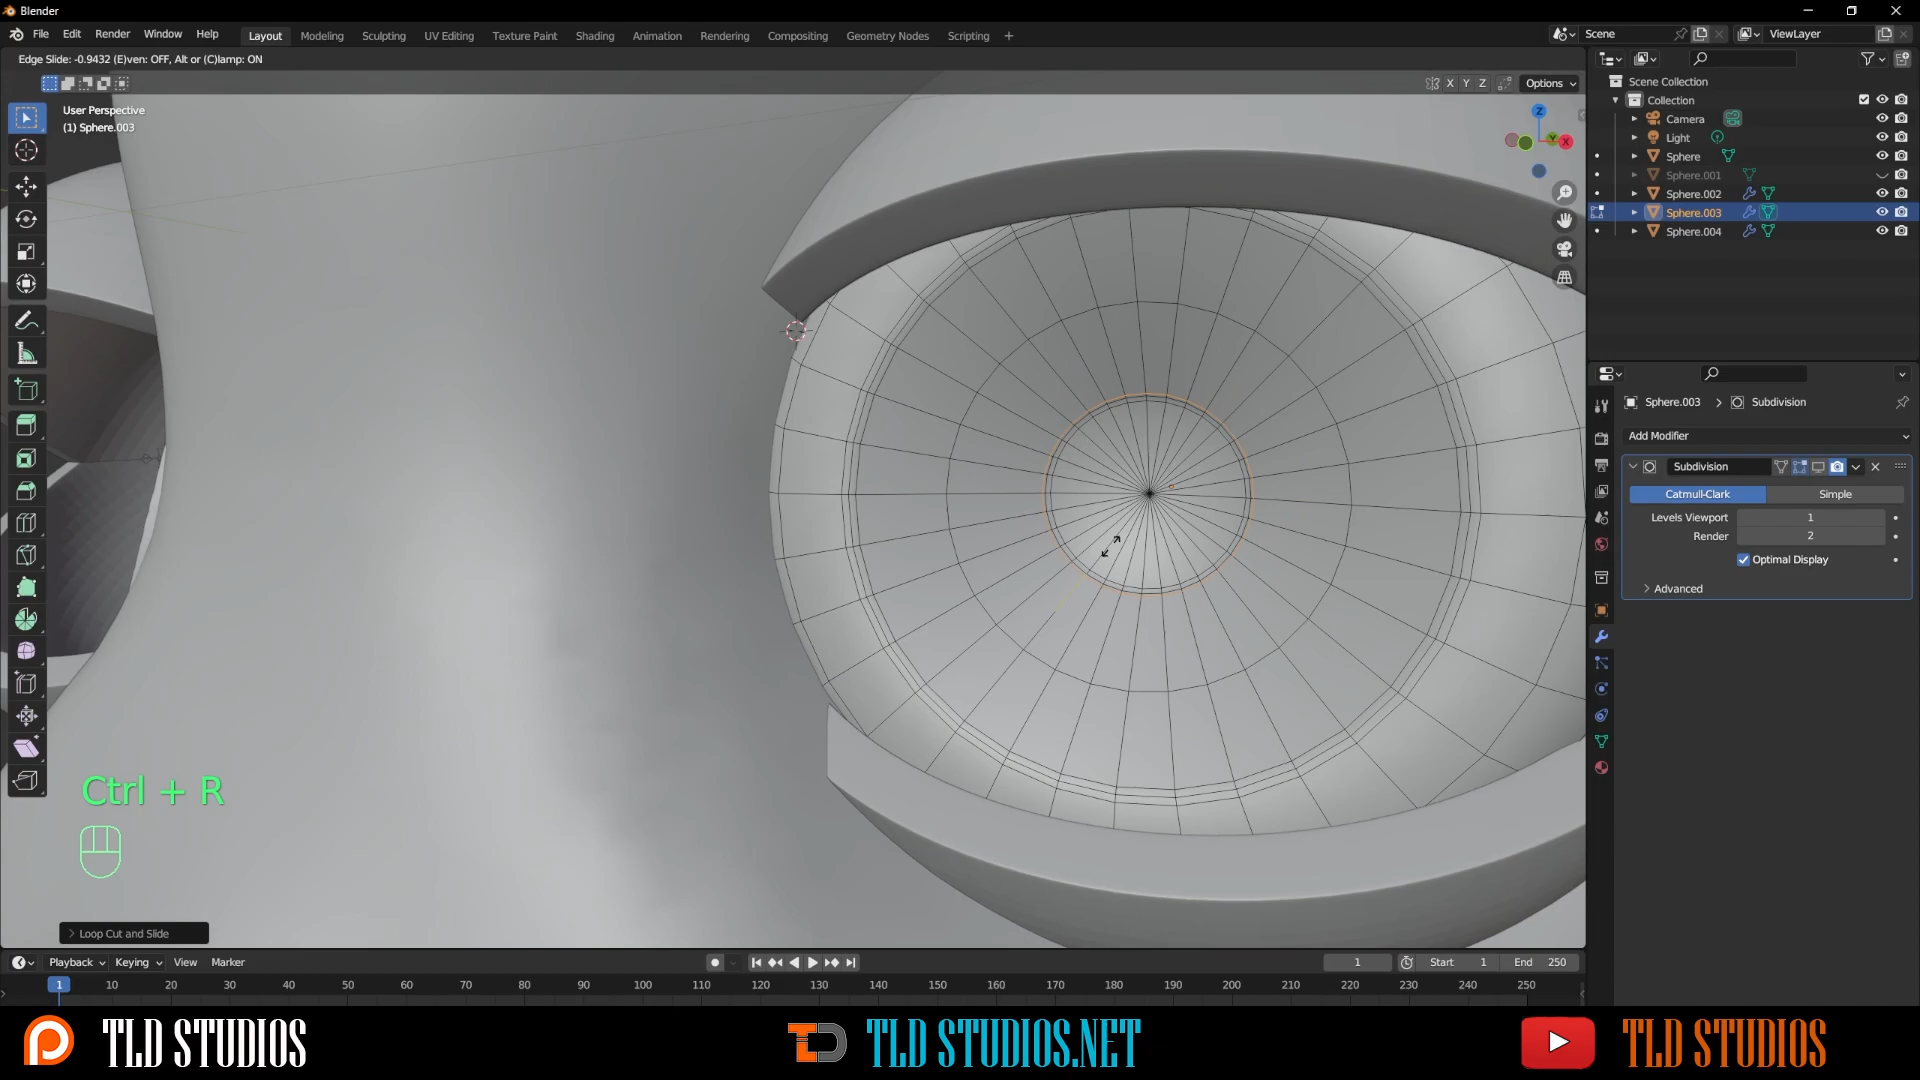 Blender
File Edit Render Window Help Layout Modeling Sculpting UV Editing Texture Paint Shading Animation Rendering Compositing Geometry Nodes Scripting + Scene ViewLayer
Edge Slide: -0.9432 (E)ven: OFF, Alt or (C)lamp: ON
X Y Z Options
User Perspective
(1) Sphere.003
Z
Y
X
Scene Collection
Collection
Camera
Light
Sphere
Sphere.001
Sphere.002
Sphere.003
Sphere.004
Sphere.003 > Subdivision
Add Modifier
Subdivision
Catmull-Clark Simple
Levels Viewport 1
Render 2
Optimal Display
> Advanced
Ctrl + R
> Loop Cut and Slide
Playback Keying View Marker 1 Start 1 End 250
1 10 20 30 40 50 60 70 80 90 100 110 120 130 140 150 160 170 180 190 200 210 220 230 240 250
TLD STUDIOS TD TLD STUDIOS.NET TLD STUDIOS